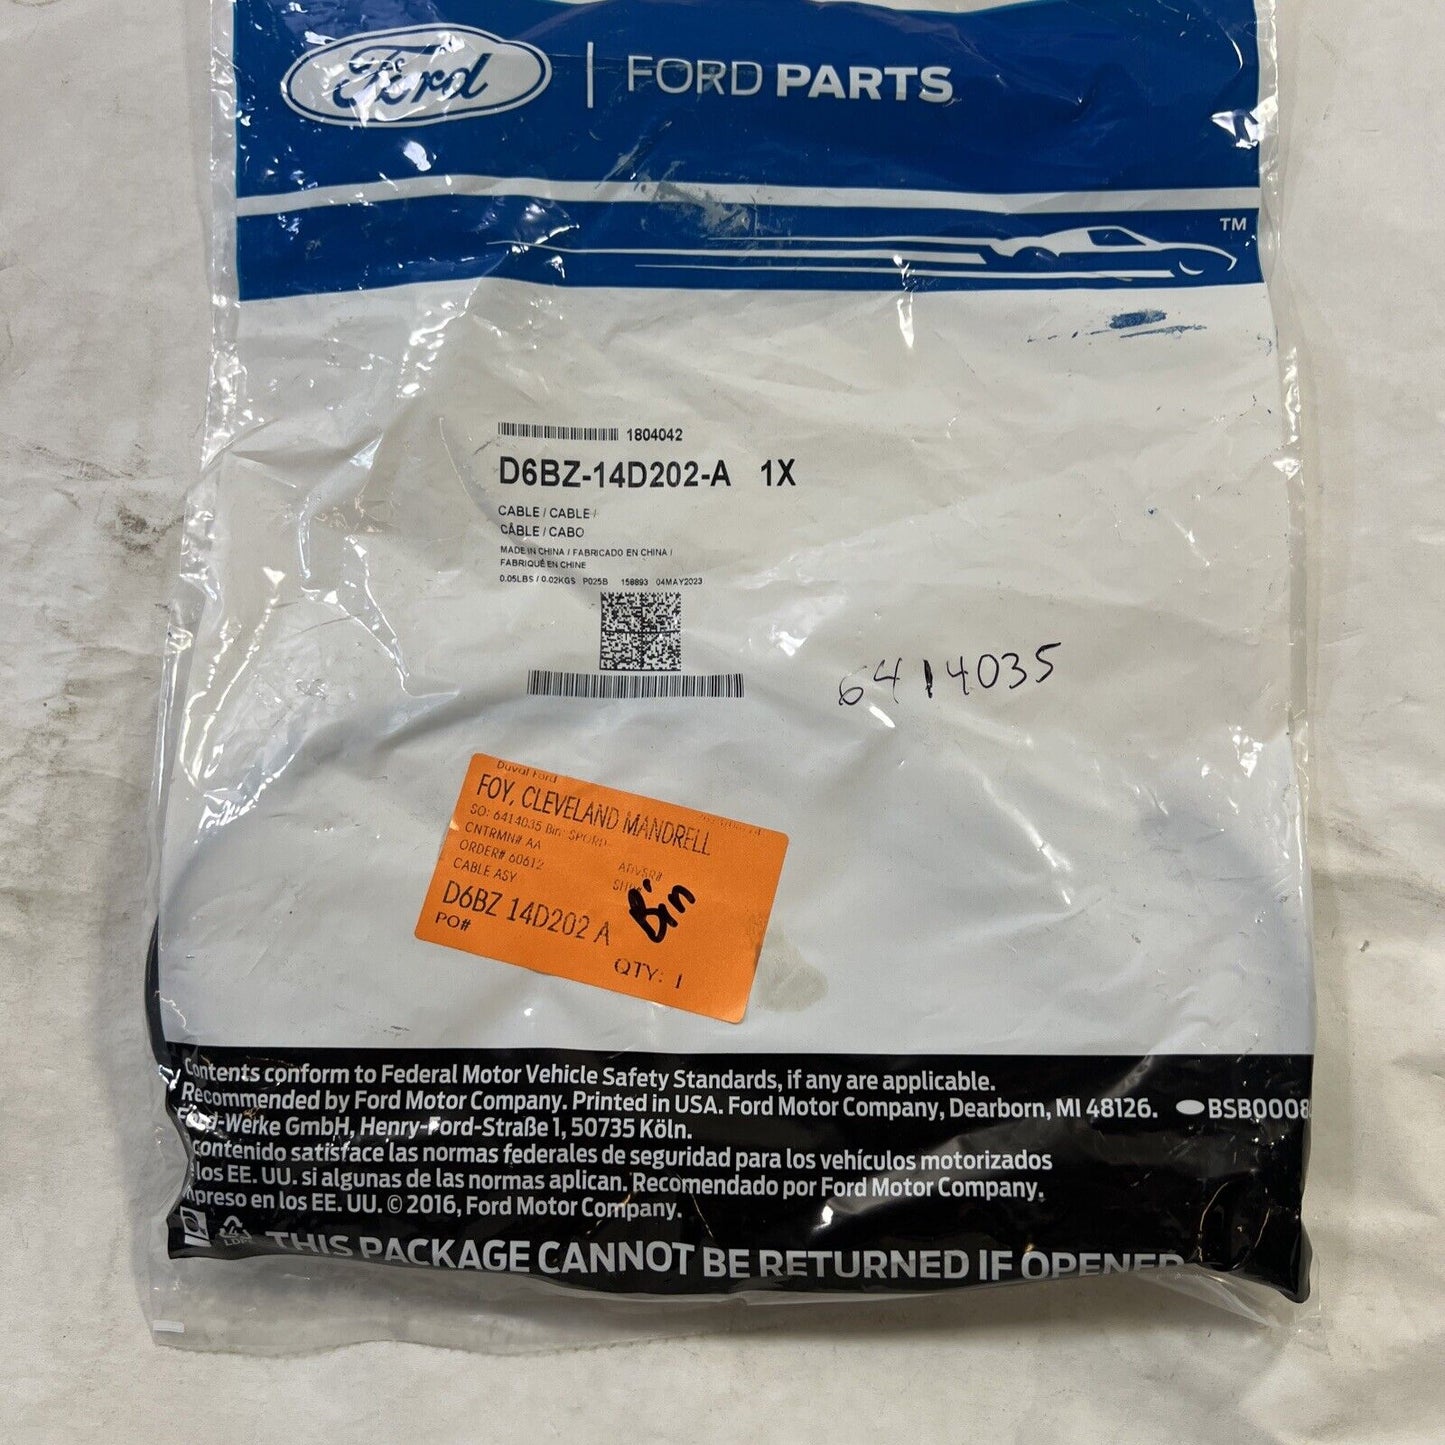 Ford | FORD PARTS
TM
1804042
D6BZ-14D202-A 1X
CABLE / CABLE /
CÂBLE / CABO
MADE IN CHINA / FABRICADO EN CHINA /
FABRIQUÉ EN CHINE
0.05LBS / 0.02KGS P025B 158893 04MAY2023
6414035
Duval Ford
FOY, CLEVELAND MANDRELL
SO: 6414035 Bin: SPORD
CNTRMN# AA
ORDER# 60612
CABLE ASY
D6BZ 14D202 A
Bin
PO#
QTY: 1
Contents conform to Federal Motor Vehicle Safety Standards, if any are applicable.
Recommended by Ford Motor Company. Printed in USA. Ford Motor Company, Dearborn, MI 48126. BSB0008
Ford-Werke GmbH, Henry-Ford-Straße 1, 50735 Köln.
contenido satisface las normas federales de seguridad para los vehículos motorizados
los EE. UU. si algunas de las normas aplican. Recomendado por Ford Motor Company.
mpreso en los EE. UU. © 2016, Ford Motor Company.
THIS PACKAGE CANNOT BE RETURNED IF OPENED